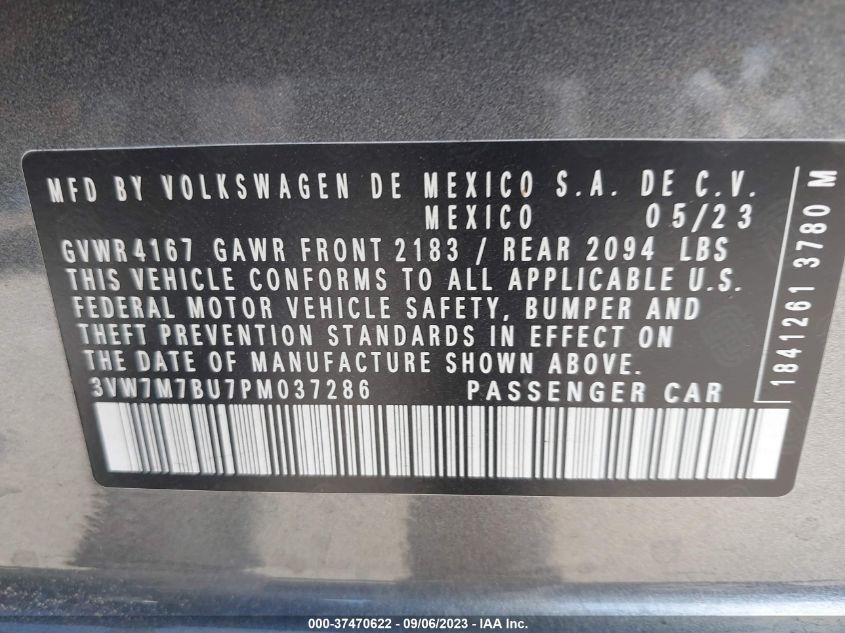 MFD BY VOLKSWAGEN DE MEXICO S.A. DE C.V.
MEXICO 05/23
GVWR 4167 GAWR FRONT 2183 / REAR 2094 LBS
THIS VEHICLE CONFORMS TO ALL APPLICABLE U.S.
FEDERAL MOTOR VEHICLE SAFETY, BUMPER AND
THEFT PREVENTION STANDARDS IN EFFECT ON
THE DATE OF MANUFACTURE SHOWN ABOVE.
3VW7M7BU7PM037286 PASSENGER CAR
1841261 3780 M
000-37470622 - 09/06/2023 - IAA Inc.